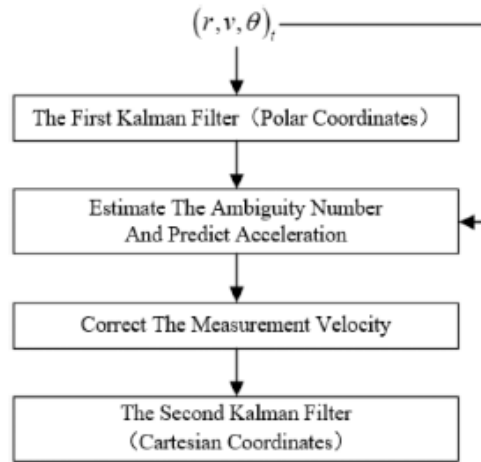 (r,v,θ)t
The First Kalman Filter（Polar Coordinates）
Estimate The Ambiguity Number
And Predict Acceleration
Correct The Measurement Velocity
The Second Kalman Filter
（Cartesian Coordinates）